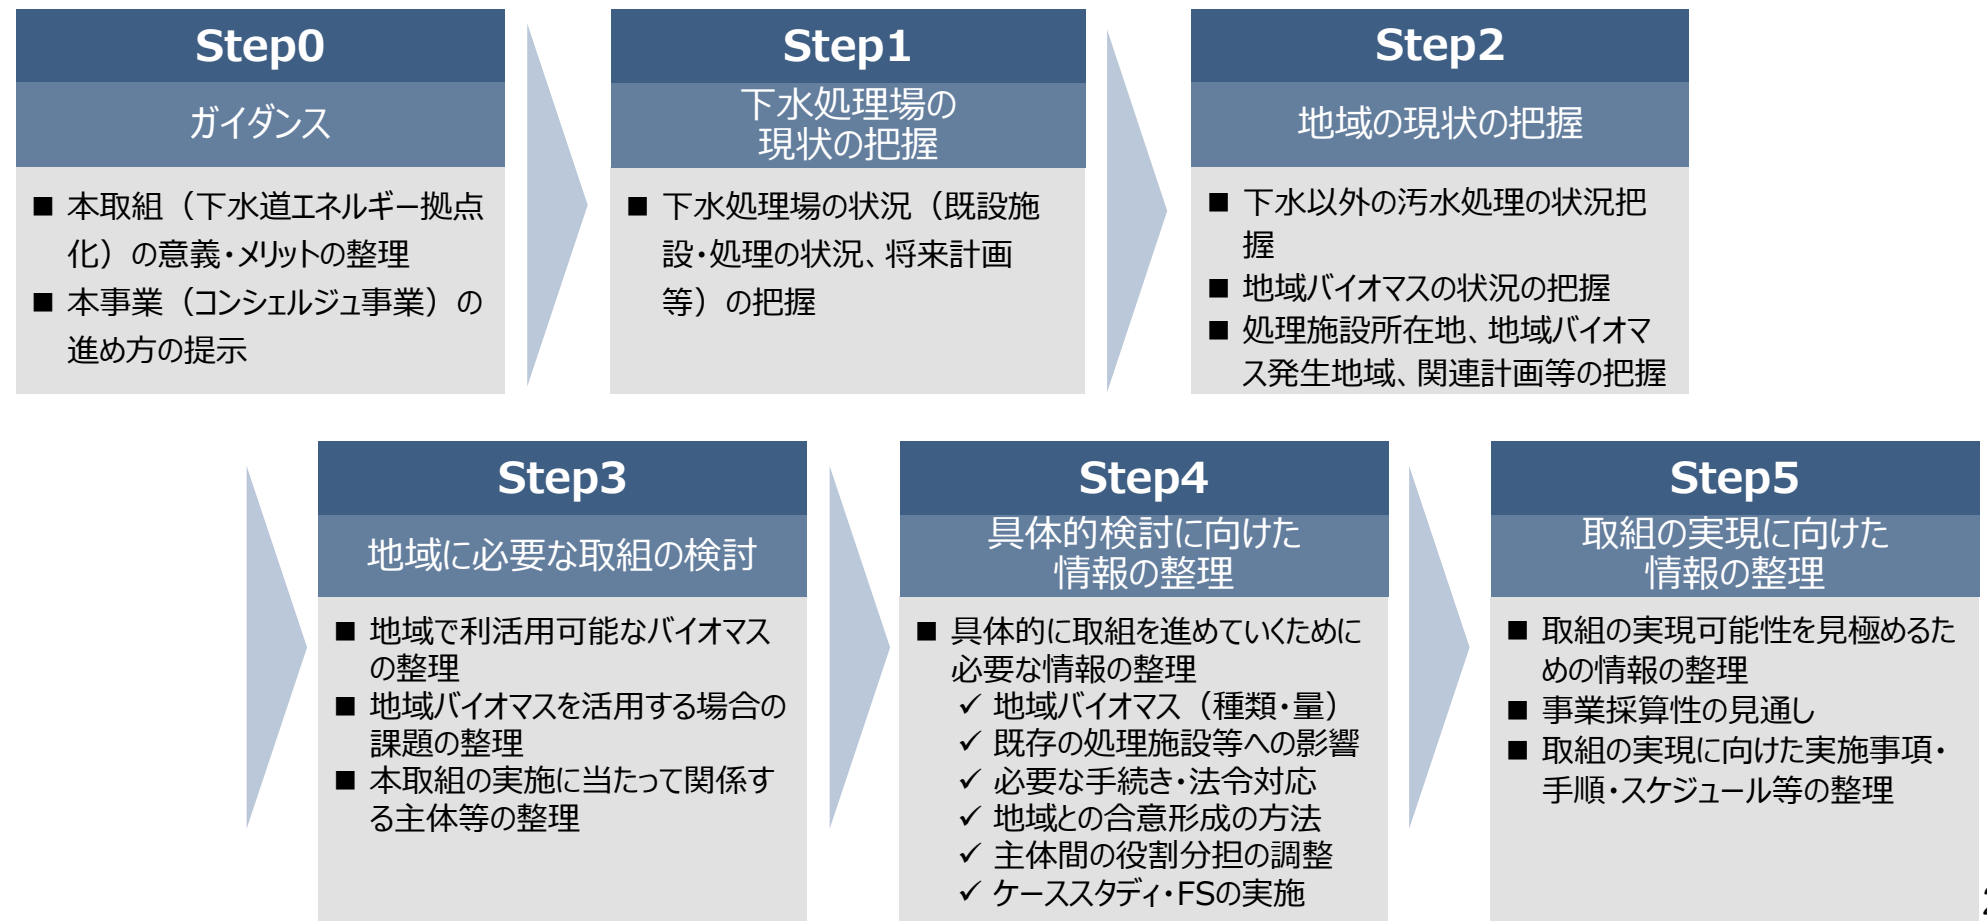 Step0
ガイダンス
■ 本取組（下水道エネルギー拠点
化）の意義・メリットの整理
■ 本事業（コンシェルジュ事業）の
進め方の提示
Step1
下水処理場の
現状の把握
■ 下水処理場の状況（既設施
設・処理の状況、将来計画
等）の把握
Step2
地域の現状の把握
■ 下水以外の汚水処理の状況把
握
■ 地域バイオマスの状況の把握
■ 処理施設所在地、地域バイオマ
ス発生地域、関連計画等の把握
Step3
地域に必要な取組の検討
■ 地域で利活用可能なバイオマス
の整理
■ 地域バイオマスを活用する場合の
課題の整理
■ 本取組の実施に当たって関係す
る主体等の整理
Step4
具体的検討に向けた
情報の整理
■ 具体的に取組を進めていくために
必要な情報の整理
✓ 地域バイオマス（種類・量）
✓ 既存の処理施設等への影響
✓ 必要な手続き・法令対応
✓ 地域との合意形成の方法
✓ 主体間の役割分担の調整
✓ ケーススタディ・FSの実施
Step5
取組の実現に向けた
情報の整理
■ 取組の実現可能性を見極めるた
めの情報の整理
■ 事業採算性の見通し
■ 取組の実現に向けた実施事項・
手順・スケジュール等の整理